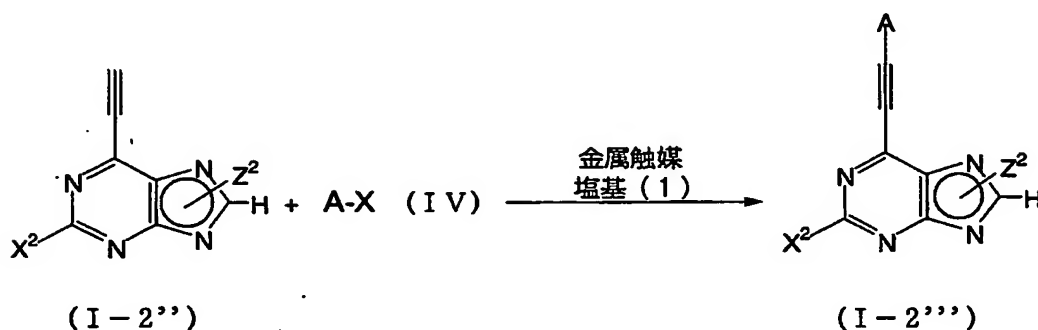 A
N N Z² H
X² N N
+ A-X (IV)
金属触媒
塩基(1)
N N Z² H
X² N N
(I-2'') (I-2''')